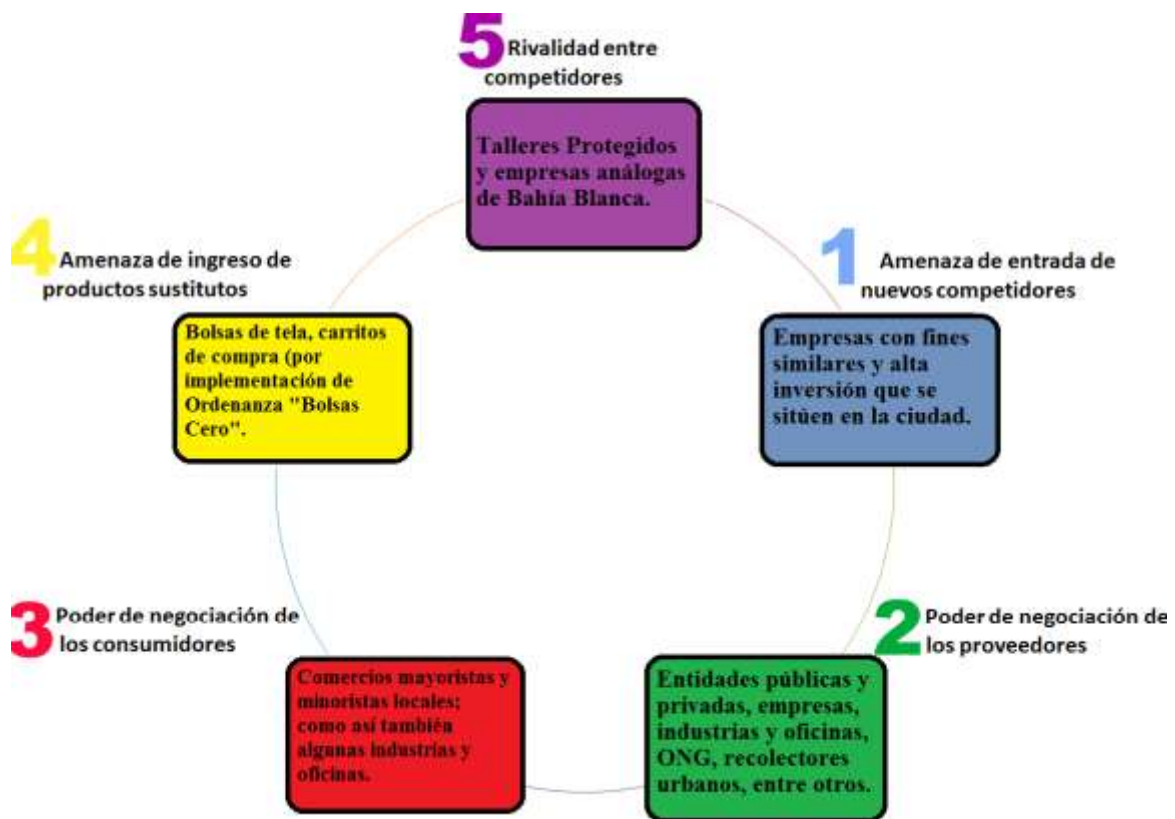 5 Rivalidad entre
competidores
Talleres Protegidos
y empresas análogas
de Bahía Blanca.
4 Amenaza de ingreso de
productos sustitutos
Bolsas de tela, carritos
de compra (por
implementación de
Ordenanza "Bolsas
Cero".
1 Amenaza de entrada de
nuevos competidores
Empresas con fines
similares y alta
inversión que se
sitúen en la ciudad.
3 Poder de negociación de
los consumidores
Comercios mayoristas y
minoristas locales;
como así también
algunas industrias y
oficinas.
2 Poder de negociación de
los proveedores
Entidades públicas y
privadas, empresas,
industrias y oficinas,
ONG, recolectores
urbanos, entre otros.